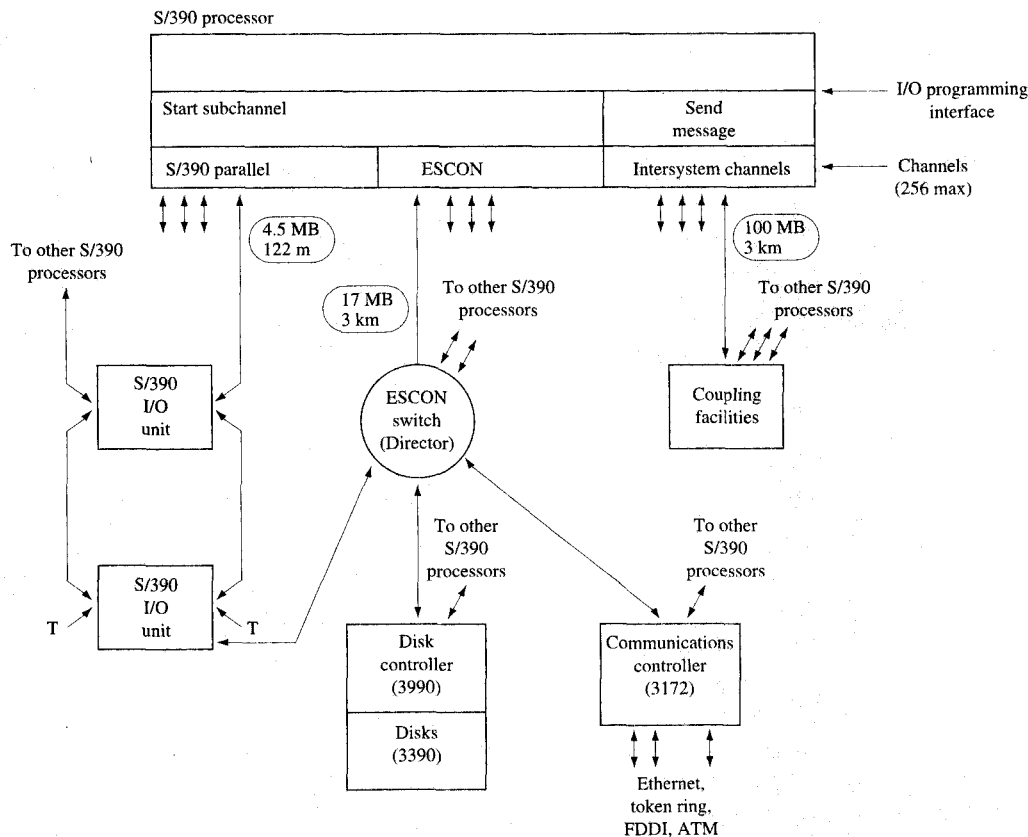 S/390 processor
I/O programming
interface
Start subchannel
Send
message
S/390 parallel
ESCON
Intersystem channels
Channels
(256 max)
4.5 MB
122 m
100 MB
3 km
To other S/390
processors
17 MB
3 km
To other S/390
processors
To other S/390
processors
S/390
I/O
unit
ESCON
switch
(Director)
Coupling
facilities
To other
S/390
processors
To other
S/390
processors
S/390
I/O
unit
T
T
Disk
controller
(3990)
Disks
(3390)
Communications
controller
(3172)
Ethernet,
token ring,
FDDI, ATM